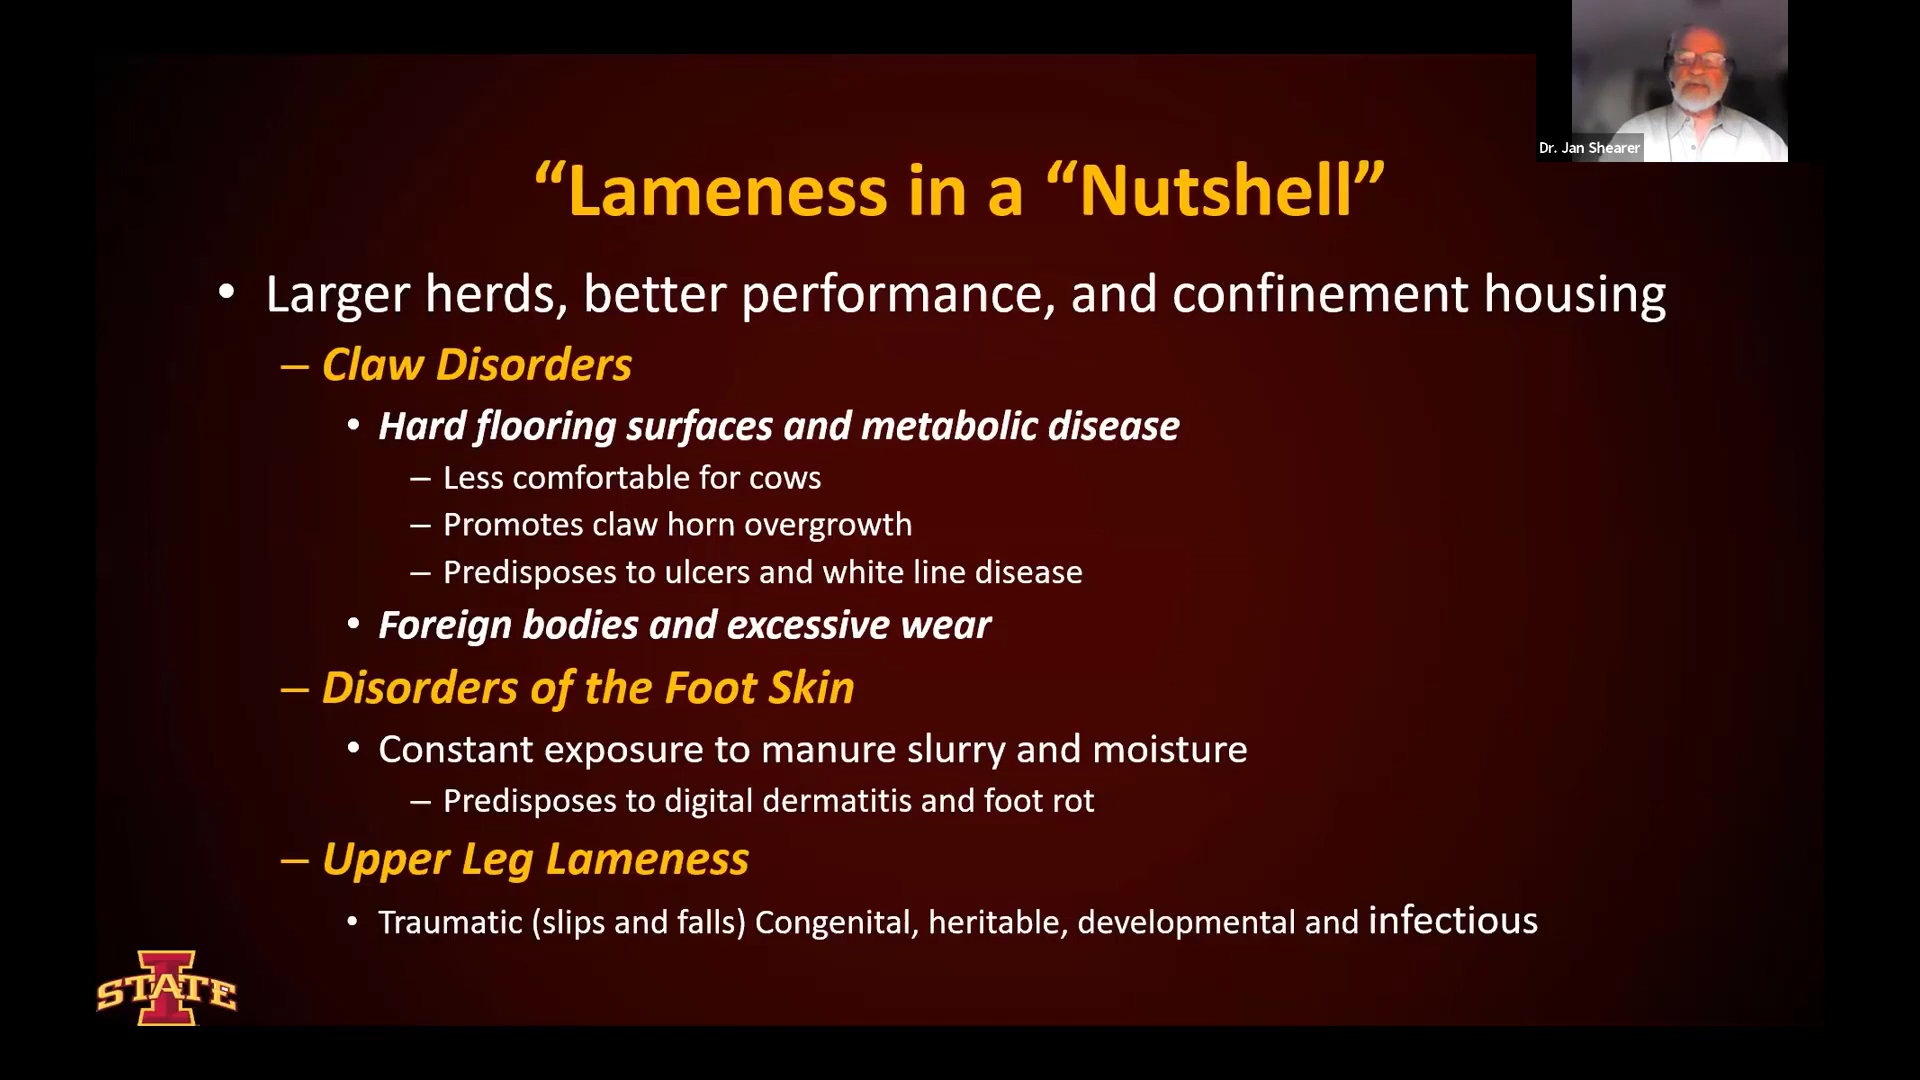 Dr. Jan Shearer
“Lameness in a “Nutshell”
• Larger herds, better performance, and confinement housing
– Claw Disorders
• Hard flooring surfaces and metabolic disease
– Less comfortable for cows
– Promotes claw horn overgrowth
– Predisposes to ulcers and white line disease
• Foreign bodies and excessive wear
– Disorders of the Foot Skin
• Constant exposure to manure slurry and moisture
– Predisposes to digital dermatitis and foot rot
– Upper Leg Lameness
• Traumatic (slips and falls) Congenital, heritable, developmental and infectious
I STATE